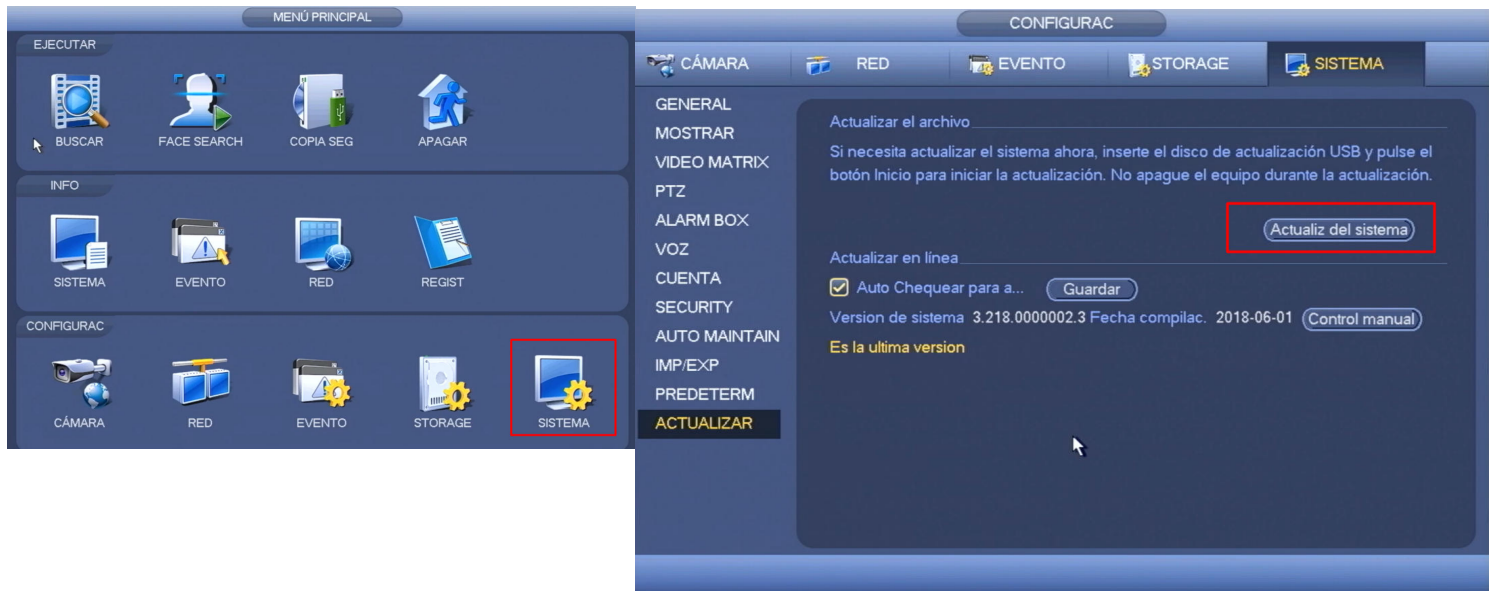 MENÚ PRINCIPAL
EJECUTAR
BUSCAR
FACE SEARCH
COPIA SEG
APAGAR
INFO
SISTEMA
EVENTO
RED
REGIST
CONFIGURAC
CÁMARA
RED
EVENTO
STORAGE
SISTEMA
CONFIGURAC
CÁMARA
RED
EVENTO
STORAGE
SISTEMA
GENERAL
MOSTRAR
VIDEO MATRIX
PTZ
ALARM BOX
VOZ
CUENTA
SECURITY
AUTO MAINTAIN
IMP/EXP
PREDETERM
ACTUALIZAR
Actualizar el archivo
Si necesita actualizar el sistema ahora, inserte el disco de actualización USB y pulse el
botón Inicio para iniciar la actualización. No apague el equipo durante la actualización.
Actualiz del sistema
Actualizar en línea
Auto Chequear para a... Guardar
Version de sistema 3.218.0000002.3 Fecha compilac. 2018-06-01 Control manual
Es la ultima version